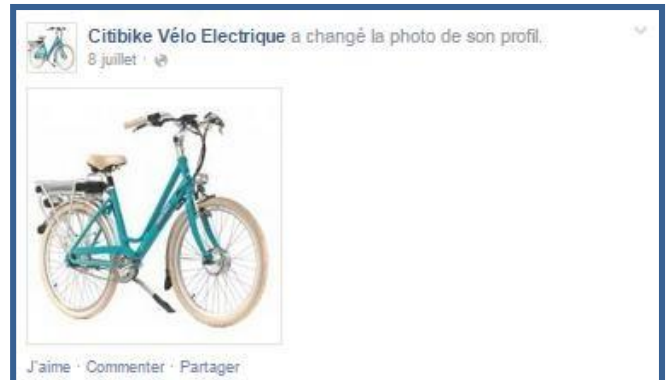 Citibike Vélo Electrique a changé la photo de son profil.
8 juillet ·
J'aime · Commenter · Partager